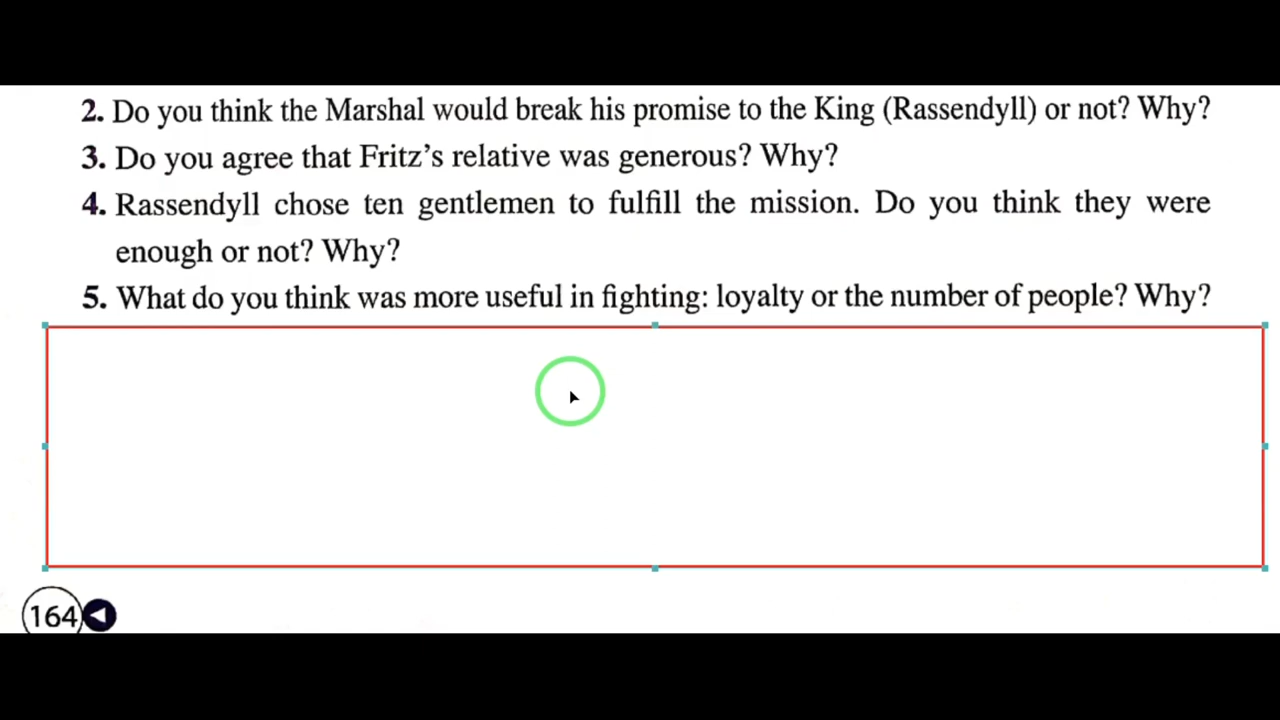 2. Do you think the Marshal would break his promise to the King (Rassendyll) or not? Why?
3. Do you agree that Fritz's relative was generous? Why?
4. Rassendyll chose ten gentlemen to fulfill the mission. Do you think they were
enough or not? Why?
5. What do you think was more useful in fighting: loyalty or the number of people? Why?
164